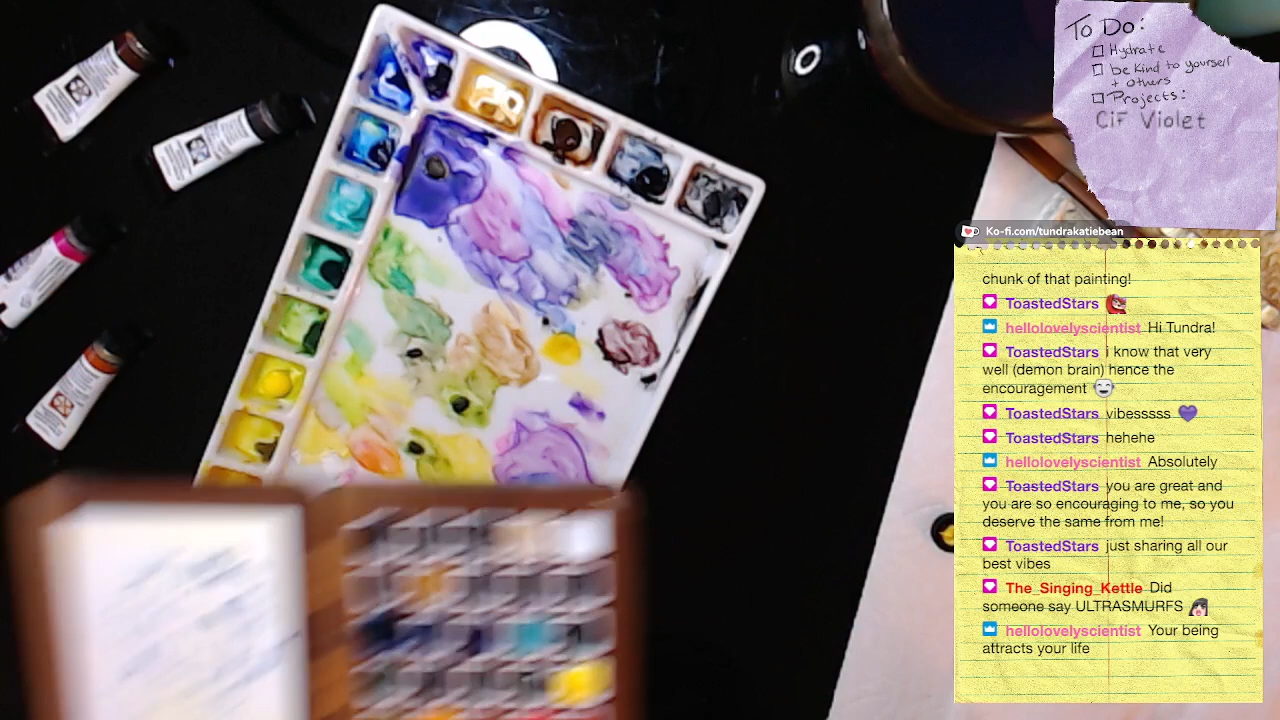 To Do:
Hydrate
be kind to yourself
+ others
Projects:
CiF Violet
Ko-fi.com/tundrakatiebean
chunk of that painting!
ToastedStars
hellolovelyscientist Hi Tundra!
ToastedStars i know that very
well (demon brain) hence the
encouragement
ToastedStars vibesssss
ToastedStars hehehe
hellolovelyscientist Absolutely
ToastedStars you are great and
you are so encouraging to me, so you
deserve the same from me!
ToastedStars just sharing all our
best vibes
The_Singing_Kettle Did
someone say ULTRASMURFS
hellolovelyscientist Your being
attracts your life